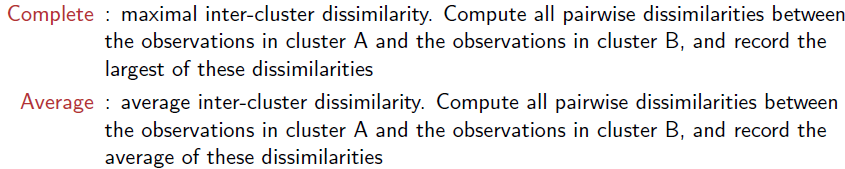 Complete : maximal inter-cluster dissimilarity. Compute all pairwise dissimilarities between
the observations in cluster A and the observations in cluster B, and record the
largest of these dissimilarities
Average : average inter-cluster dissimilarity. Compute all pairwise dissimilarities between
the observations in cluster A and the observations in cluster B, and record the
average of these dissimilarities